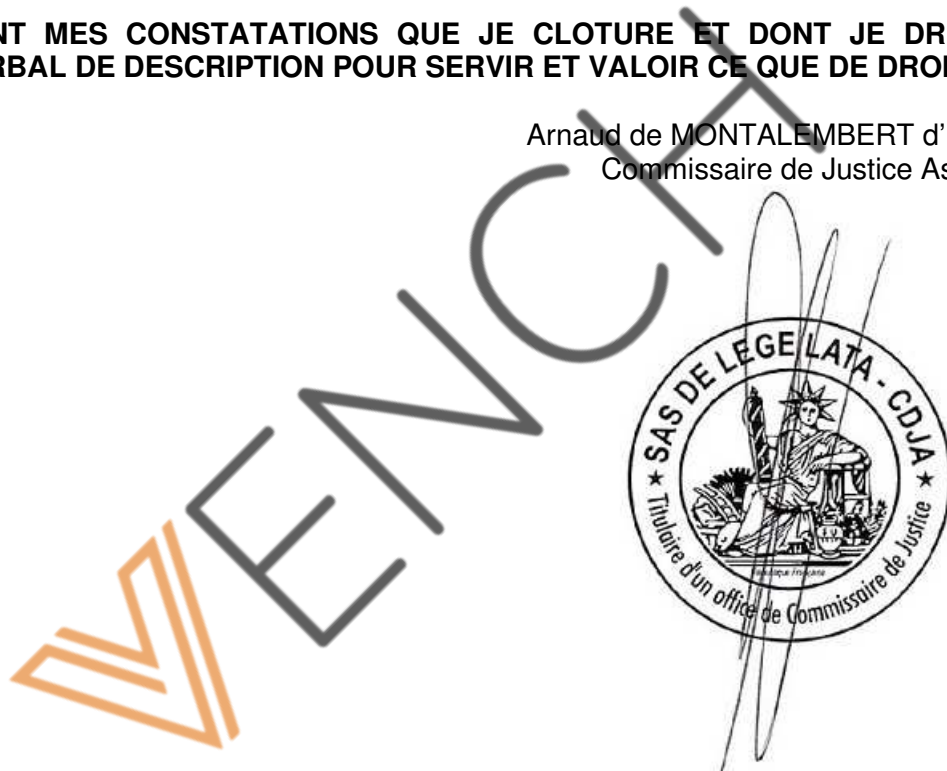 NT MES CONSTATATIONS QUE JE CLOTURE ET DONT JE DR
RBAL DE DESCRIPTION POUR SERVIR ET VALOIR CE QUE DE DROI
Arnaud de MONTALEMBERT d'
Commissaire de Justice As
VENCH
★ SAS DE LEGE LATA - CDJA ★
Titulaire d'un office de Commissaire de Justice